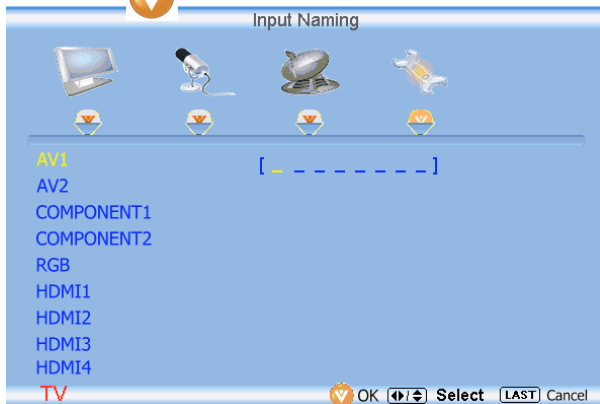 Input Naming
AV1 [ _ _ _ _ _ _ _ _ ]
AV2
COMPONENT1
COMPONENT2
RGB
HDMI1
HDMI2
HDMI3
HDMI4
TV V OK Select LAST Cancel